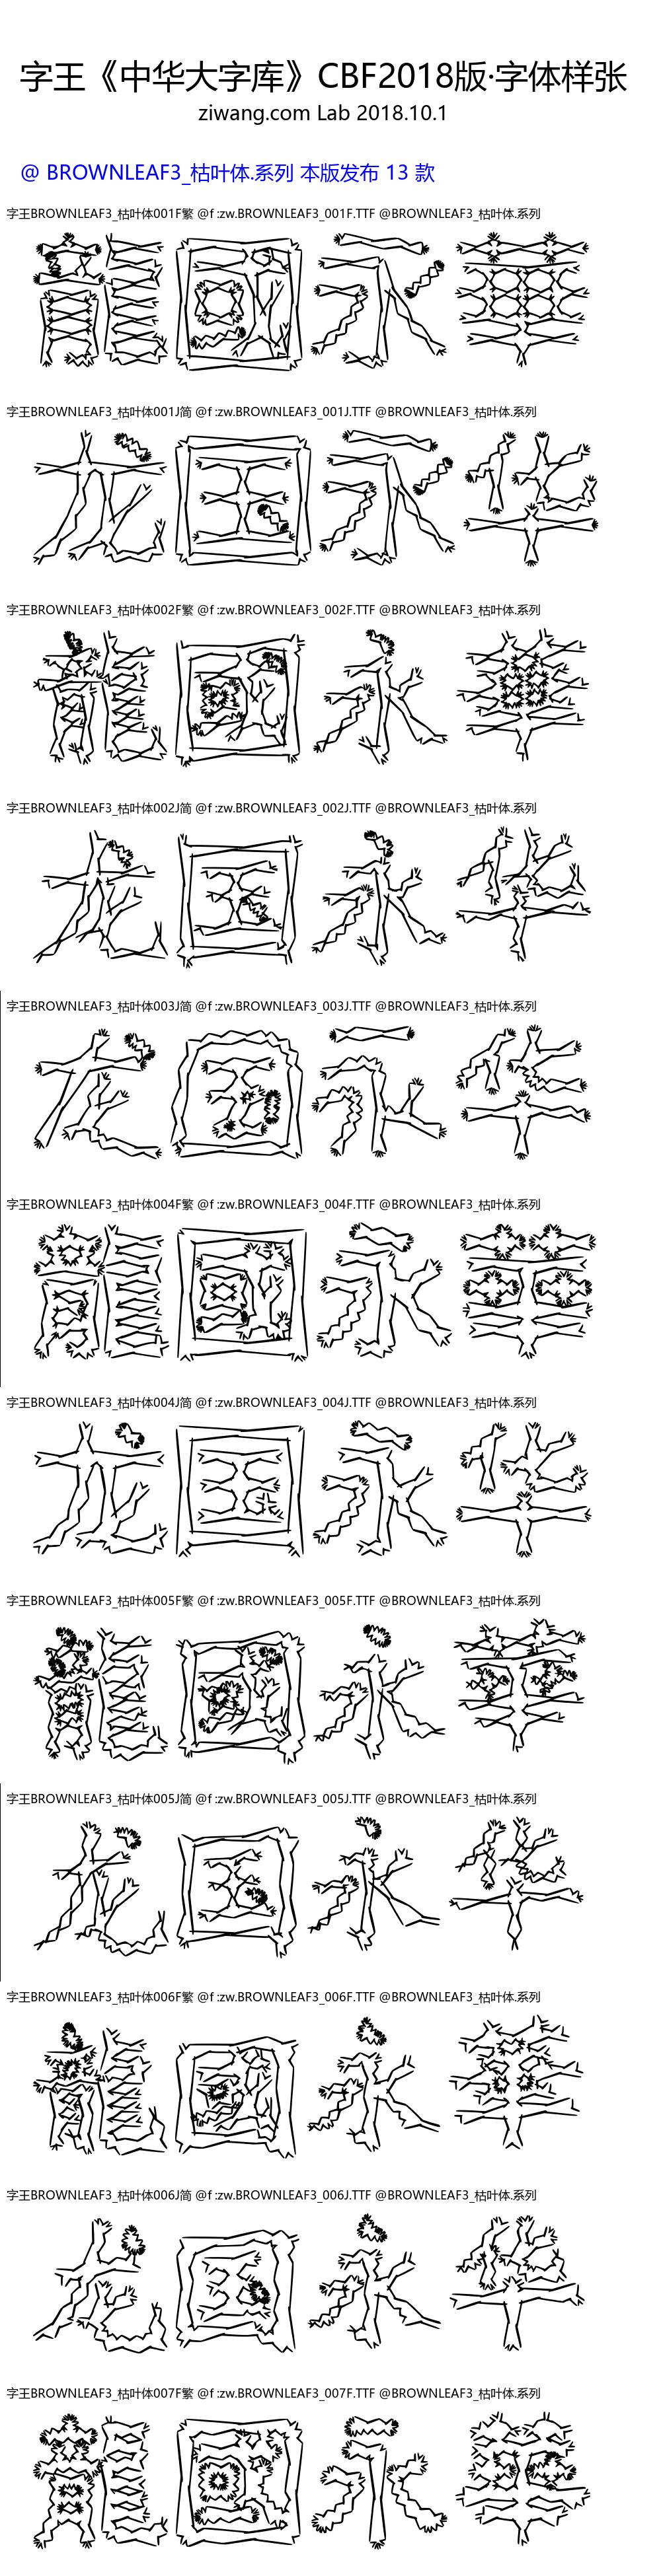 字王《中华大字库》CBF2018版·字体样张
ziwang.com Lab 2018.10.1
@ BROWNLEAF3_枯叶体.系列 本版发布 13 款
字王BROWNLEAF3_枯叶体001F繁 @f :zw.BROWNLEAF3_001F.TTF @BROWNLEAF3_枯叶体.系列
龍國永華
字王BROWNLEAF3_枯叶体001J简 @f :zw.BROWNLEAF3_001J.TTF @BROWNLEAF3_枯叶体.系列
龙国永华
字王BROWNLEAF3_枯叶体002F繁 @f :zw.BROWNLEAF3_002F.TTF @BROWNLEAF3_枯叶体.系列
龍國永華
字王BROWNLEAF3_枯叶体002J简 @f :zw.BROWNLEAF3_002J.TTF @BROWNLEAF3_枯叶体.系列
龙国永华
字王BROWNLEAF3_枯叶体003J简 @f :zw.BROWNLEAF3_003J.TTF @BROWNLEAF3_枯叶体.系列
龙国永华
字王BROWNLEAF3_枯叶体004F繁 @f :zw.BROWNLEAF3_004F.TTF @BROWNLEAF3_枯叶体.系列
龍國永華
字王BROWNLEAF3_枯叶体004J简 @f :zw.BROWNLEAF3_004J.TTF @BROWNLEAF3_枯叶体.系列
龙国永华
字王BROWNLEAF3_枯叶体005F繁 @f :zw.BROWNLEAF3_005F.TTF @BROWNLEAF3_枯叶体.系列
龍國永華
字王BROWNLEAF3_枯叶体005J简 @f :zw.BROWNLEAF3_005J.TTF @BROWNLEAF3_枯叶体.系列
龙国永华
字王BROWNLEAF3_枯叶体006F繁 @f :zw.BROWNLEAF3_006F.TTF @BROWNLEAF3_枯叶体.系列
龍國永華
字王BROWNLEAF3_枯叶体006J简 @f :zw.BROWNLEAF3_006J.TTF @BROWNLEAF3_枯叶体.系列
龙国永华
字王BROWNLEAF3_枯叶体007F繁 @f :zw.BROWNLEAF3_007F.TTF @BROWNLEAF3_枯叶体.系列
龍國永華